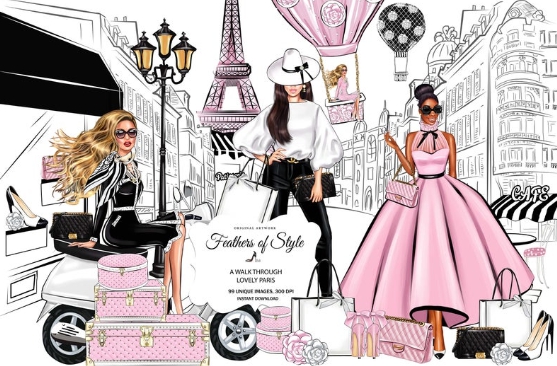 CAFE
ORIGINAL ARTWORK
Feathers of Style
A WALK THROUGH
LOVELY PARIS
99 UNIQUE IMAGES, 300 DPI
INSTANT DOWNLOAD